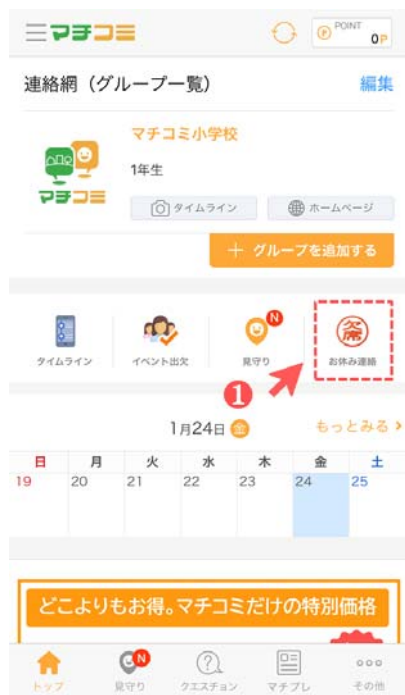 マチコミ
POINT
0P
連絡網（グループ一覧）
編集
マチコミ小学校
1年生
マチコミ
タイムライン
ホームページ
＋ グループを追加する
N
欠席
タイムライン
イベント出欠
見守り
お休み連絡
1
1月24日 金
もっとみる >
日 月 火 水 木 金 土
19 20 21 22 23 24 25
どこよりもお得。マチコミだけの特別価格
N
トップ
見守り
クエスチョン
マチプレ
その他